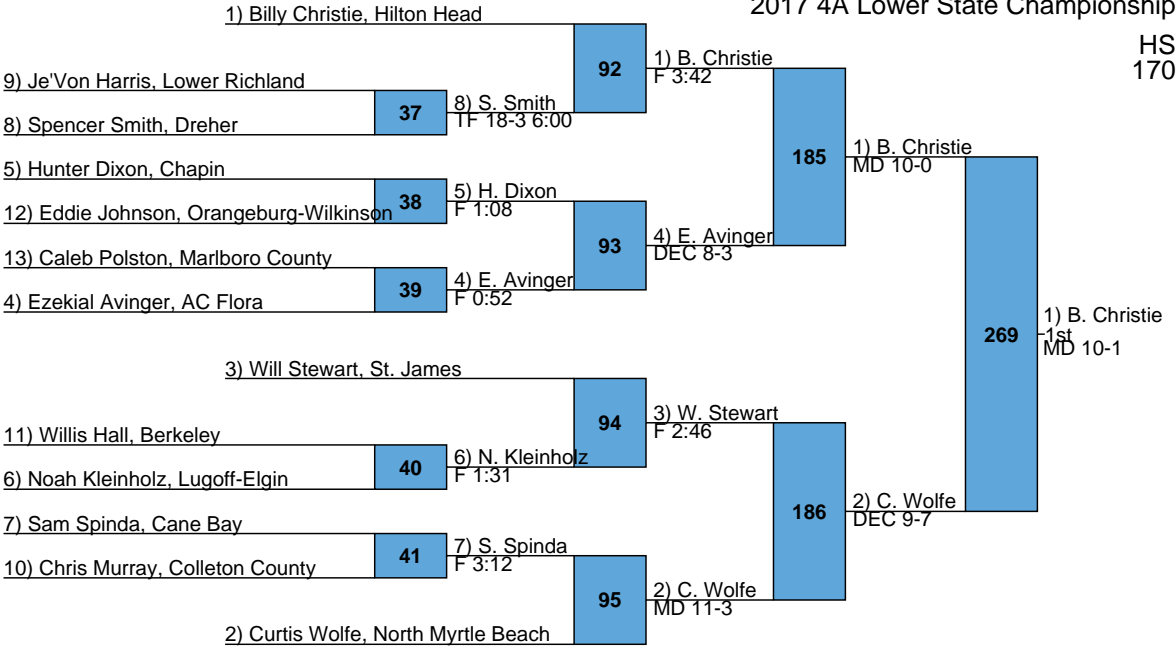 2017 4A Lower State Championship
HS
170
1) Billy Christie, Hilton Head
92
1) B. Christie
F 3:42
9) Je'Von Harris, Lower Richland
37
8) S. Smith
TF 18-3 6:00
8) Spencer Smith, Dreher
185
1) B. Christie
MD 10-0
5) Hunter Dixon, Chapin
38
5) H. Dixon
F 1:08
12) Eddie Johnson, Orangeburg-Wilkinson
93
4) E. Avinger
DEC 8-3
13) Caleb Polston, Marlboro County
39
4) E. Avinger
F 0:52
4) Ezekial Avinger, AC Flora
269
1) B. Christie
1st
MD 10-1
3) Will Stewart, St. James
94
3) W. Stewart
F 2:46
11) Willis Hall, Berkeley
40
6) N. Kleinholz
F 1:31
6) Noah Kleinholz, Lugoff-Elgin
186
2) C. Wolfe
DEC 9-7
7) Sam Spinda, Cane Bay
41
7) S. Spinda
F 3:12
10) Chris Murray, Colleton County
95
2) C. Wolfe
MD 11-3
2) Curtis Wolfe, North Myrtle Beach